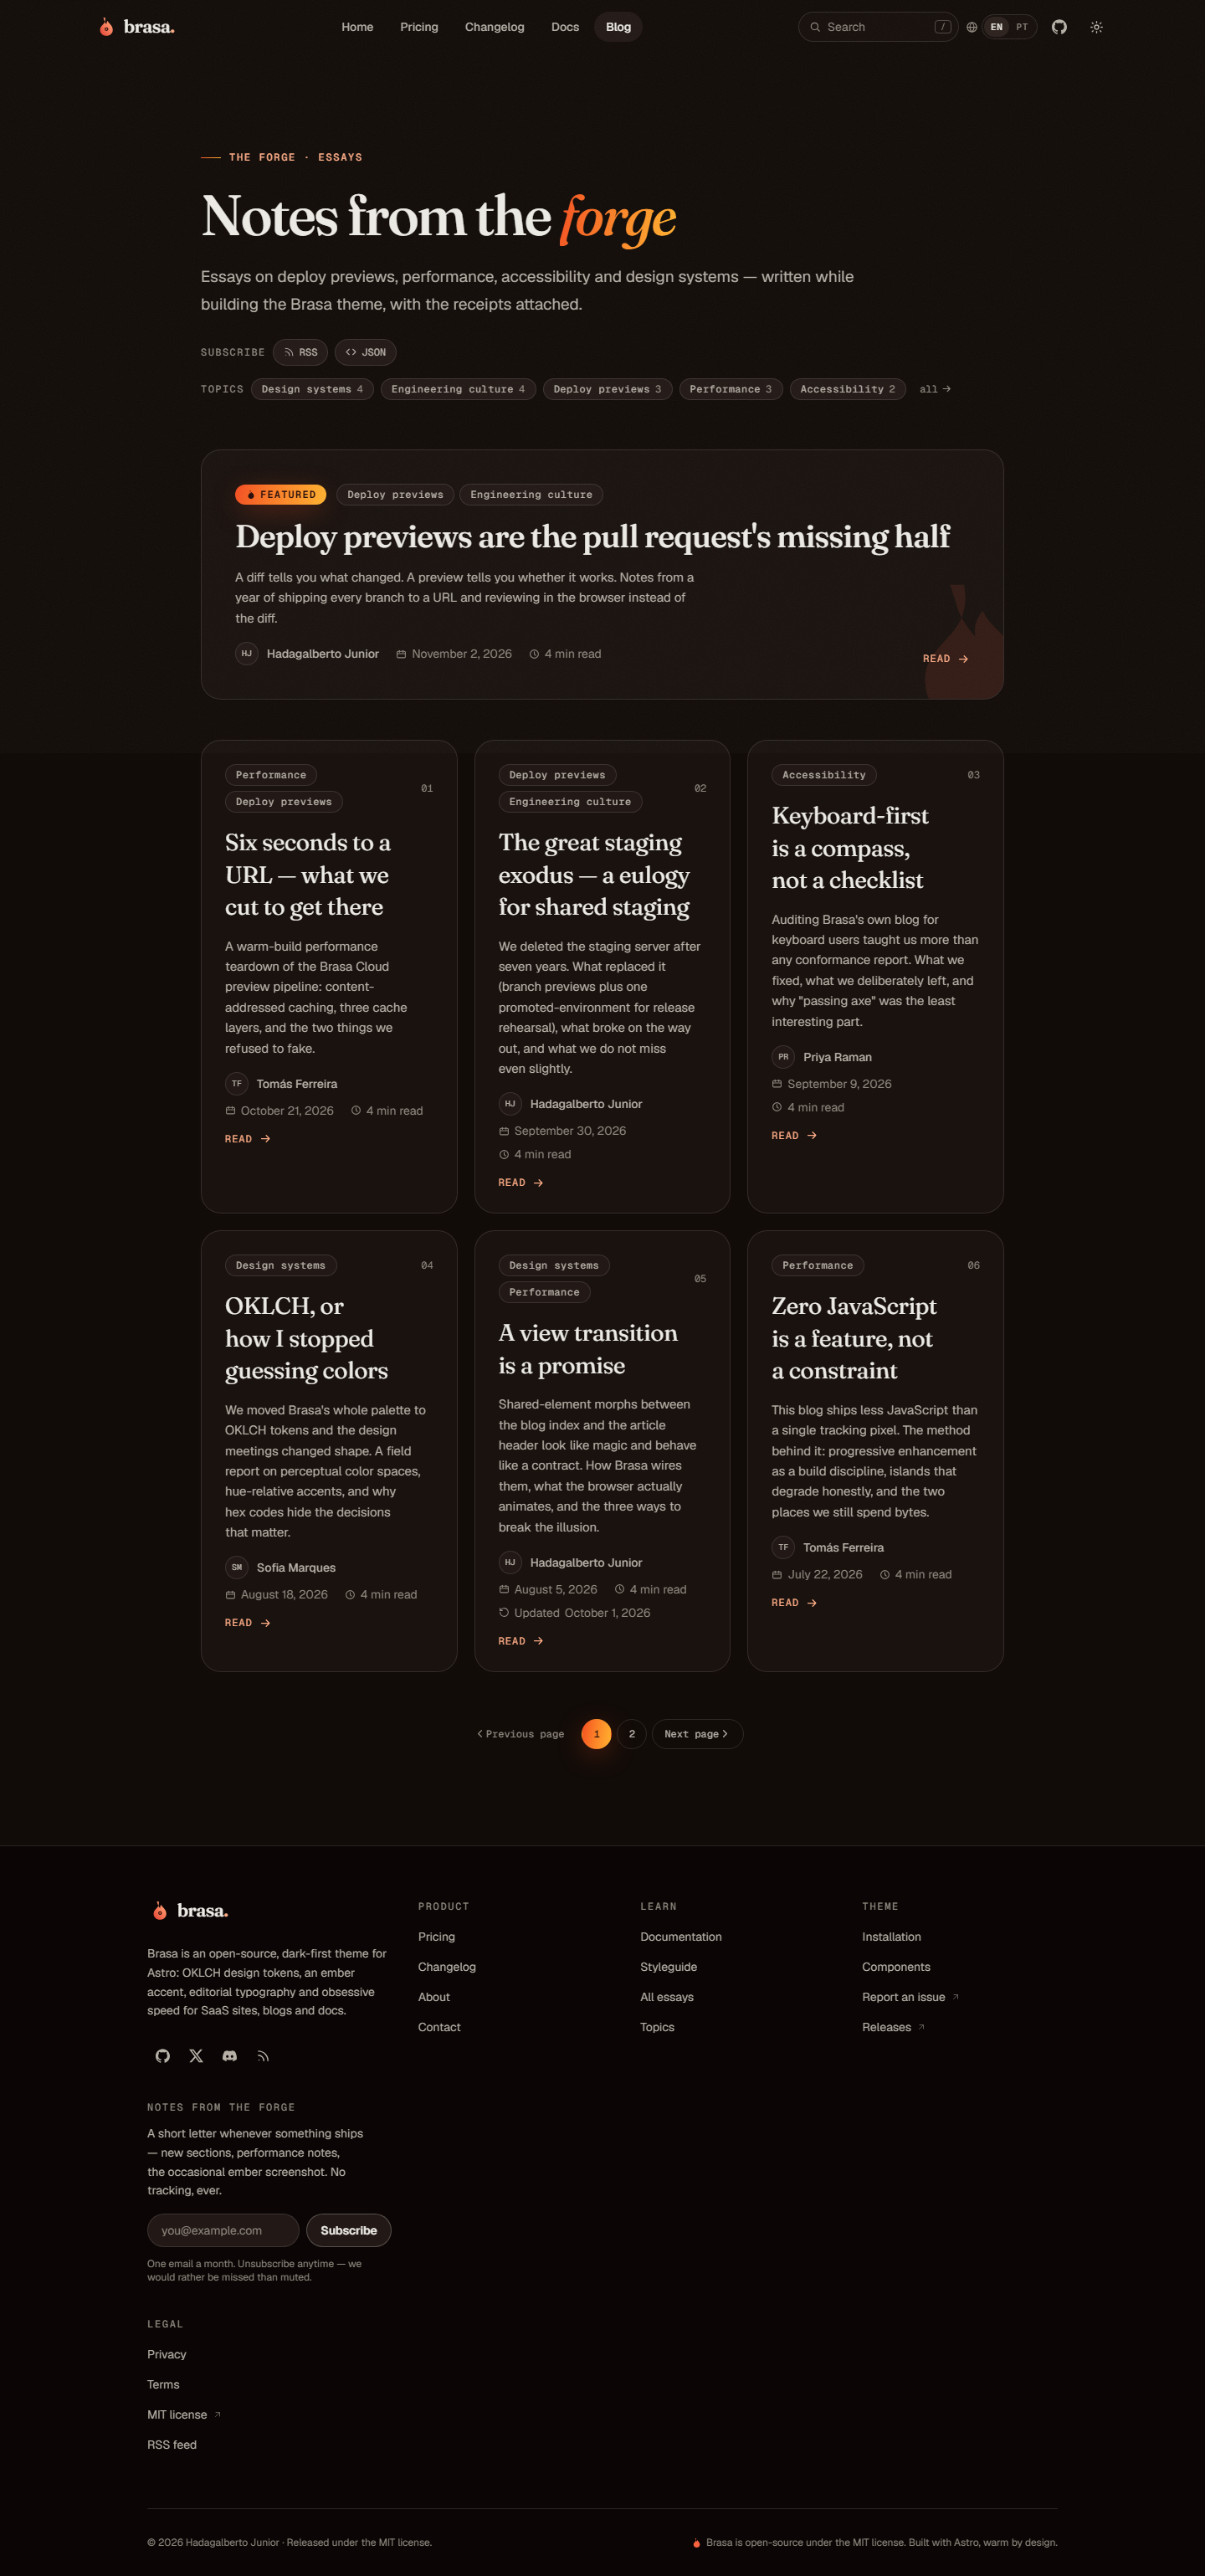 brasa.
Home
Pricing
Changelog
Docs
Blog
Search
/
EN
PT
THE FORGE · ESSAYS
Notes from the forge
Essays on deploy previews, performance, accessibility and design systems — written while
building the Brasa theme, with the receipts attached.
SUBSCRIBE
RSS
JSON
TOPICS
Design systems 4
Engineering culture 4
Deploy previews 3
Performance 3
Accessibility 2
all →
FEATURED
Deploy previews
Engineering culture
Deploy previews are the pull request's missing half
A diff tells you what changed. A preview tells you whether it works. Notes from a
year of shipping every branch to a URL and reviewing in the browser instead of
the diff.
HJ
Hadagalberto Junior
November 2, 2026
4 min read
READ →
Performance
Deploy previews
01
Six seconds to a
URL — what we
cut to get there
A warm-build performance
teardown of the Brasa Cloud
preview pipeline: content-
addressed caching, three cache
layers, and the two things we
refused to fake.
TF
Tomás Ferreira
October 21, 2026
4 min read
READ →
Deploy previews
Engineering culture
02
The great staging
exodus — a eulogy
for shared staging
We deleted the staging server after
seven years. What replaced it
(branch previews plus one
promoted-environment for release
rehearsal), what broke on the way
out, and what we do not miss
even slightly.
HJ
Hadagalberto Junior
September 30, 2026
4 min read
READ →
Accessibility
03
Keyboard-first
is a compass,
not a checklist
Auditing Brasa's own blog for
keyboard users taught us more than
any conformance report. What we
fixed, what we deliberately left, and
why "passing axe" was the least
interesting part.
PR
Priya Raman
September 9, 2026
4 min read
READ →
Design systems
04
OKLCH, or
how I stopped
guessing colors
We moved Brasa's whole palette to
OKLCH tokens and the design
meetings changed shape. A field
report on perceptual color spaces,
hue-relative accents, and why
hex codes hide the decisions
that matter.
SM
Sofia Marques
August 18, 2026
4 min read
READ →
Design systems
Performance
05
A view transition
is a promise
Shared-element morphs between
the blog index and the article
header look like magic and behave
like a contract. How Brasa wires
them, what the browser actually
animates, and the three ways to
break the illusion.
HJ
Hadagalberto Junior
August 5, 2026
4 min read
Updated October 1, 2026
READ →
Performance
06
Zero JavaScript
is a feature, not
a constraint
This blog ships less JavaScript than
a single tracking pixel. The method
behind it: progressive enhancement
as a build discipline, islands that
degrade honestly, and the two
places we still spend bytes.
TF
Tomás Ferreira
July 22, 2026
4 min read
READ →
Previous page
1
2
Next page
brasa.
Brasa is an open-source, dark-first theme for
Astro: OKLCH design tokens, an ember
accent, editorial typography and obsessive
speed for SaaS sites, blogs and docs.
NOTES FROM THE FORGE
A short letter whenever something ships
— new sections, performance notes,
the occasional ember screenshot. No
tracking, ever.
you@example.com
Subscribe
One email a month. Unsubscribe anytime — we
would rather be missed than muted.
PRODUCT
Pricing
Changelog
About
Contact
LEARN
Documentation
Styleguide
All essays
Topics
THEME
Installation
Components
Report an issue
Releases
LEGAL
Privacy
Terms
MIT license
RSS feed
© 2026 Hadagalberto Junior · Released under the MIT license.
Brasa is open-source under the MIT license. Built with Astro, warm by design.